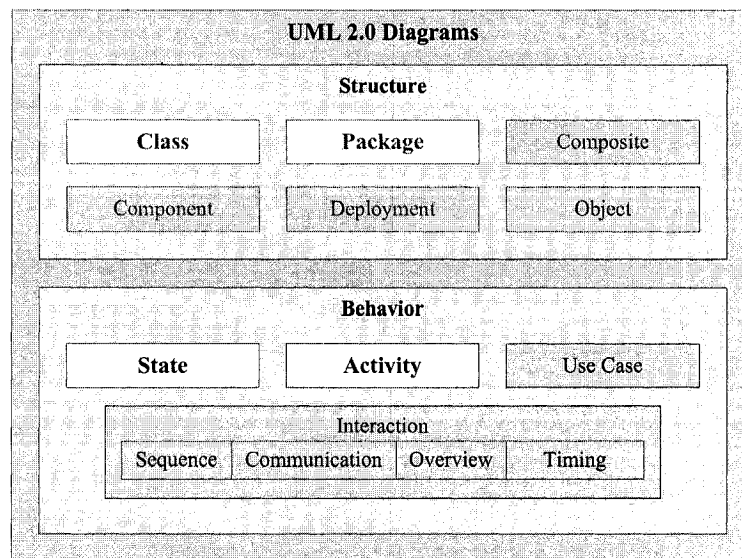 UML 2.0 Diagrams
Structure
Class Package Composite
Component Deployment Object
Behavior
State Activity Use Case
Interaction
Sequence Communication Overview Timing